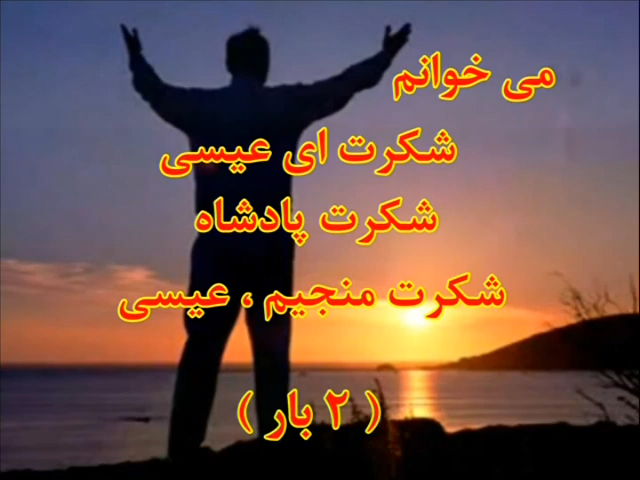 می خوانم
شکرت ای عیسی
شکرت پادشاه
شکرت منجیم ، عیسی
( ۲ بار )